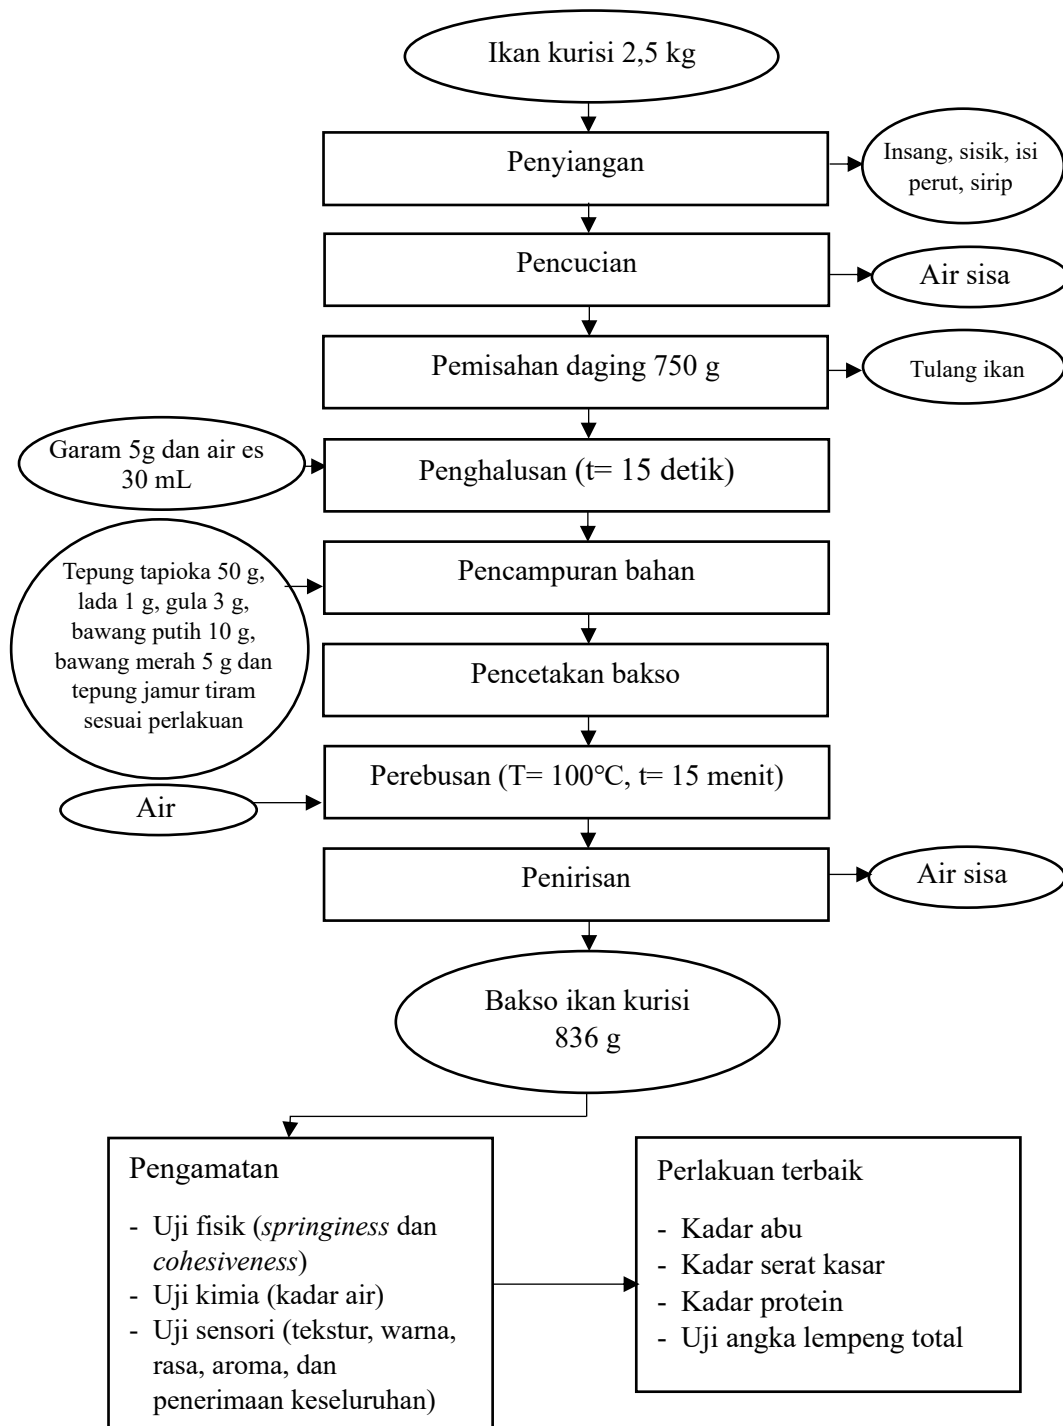 Ikan kurisi 2,5 kg
Penyiangan
Insang, sisik, isi
perut, sirip
Pencucian
Air sisa
Pemisahan daging 750 g
Tulang ikan
Garam 5g dan air es
30 mL
Penghalusan (t= 15 detik)
Tepung tapioka 50 g,
lada 1 g, gula 3 g,
bawang putih 10 g,
bawang merah 5 g dan
tepung jamur tiram
sesuai perlakuan
Pencampuran bahan
Pencetakan bakso
Perebusan (T= 100°C, t= 15 menit)
Air
Penirisan
Air sisa
Bakso ikan kurisi
836 g
Pengamatan
- Uji fisik (springiness dan
cohesiveness)
- Uji kimia (kadar air)
- Uji sensori (tekstur, warna,
rasa, aroma, dan
penerimaan keseluruhan)
Perlakuan terbaik
- Kadar abu
- Kadar serat kasar
- Kadar protein
- Uji angka lempeng total